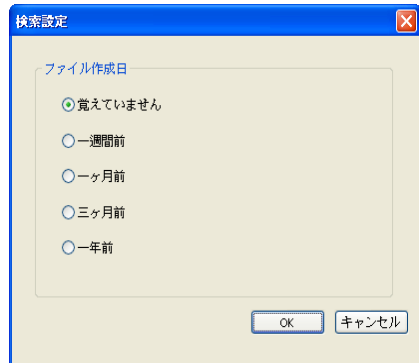 検索設定
ファイル作成日
覚えていません
一週間前
一ヶ月前
三ヶ月前
一年前
OK
キャンセル